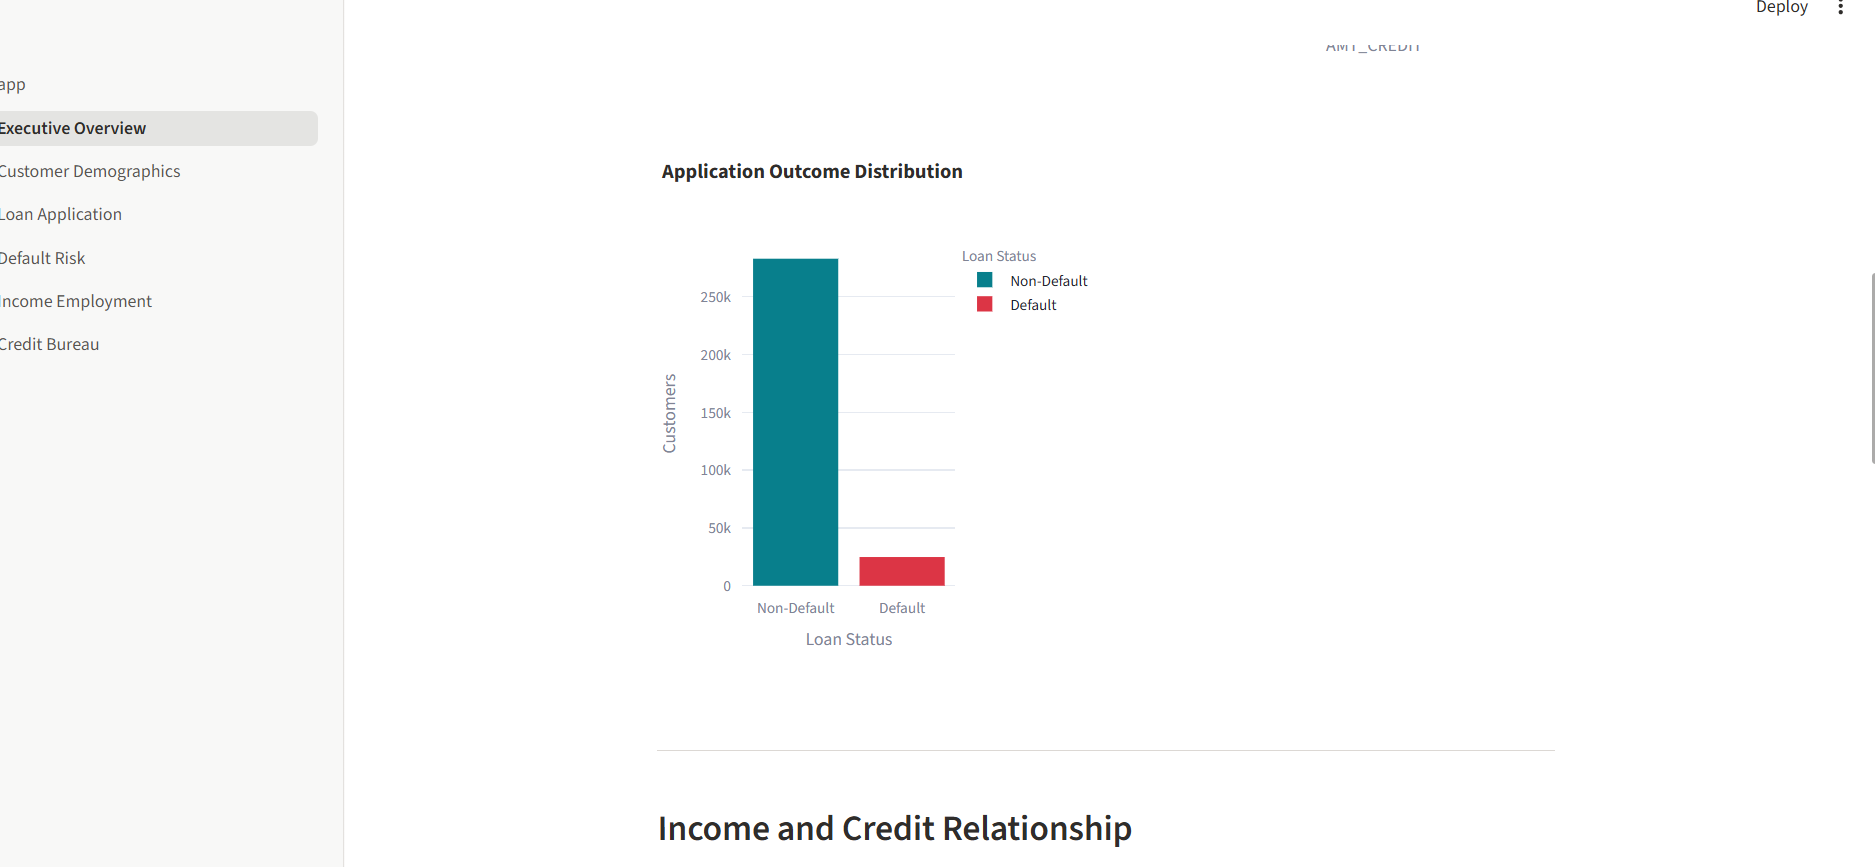 Deploy
AMT_CREDIT
app
Executive Overview
Customer Demographics
Loan Application
Default Risk
Income Employment
Credit Bureau
Application Outcome Distribution
Loan Status
Non-Default
Default
250k
200k
150k
100k
50k
0
Customers
Non-Default
Default
Loan Status
Income and Credit Relationship